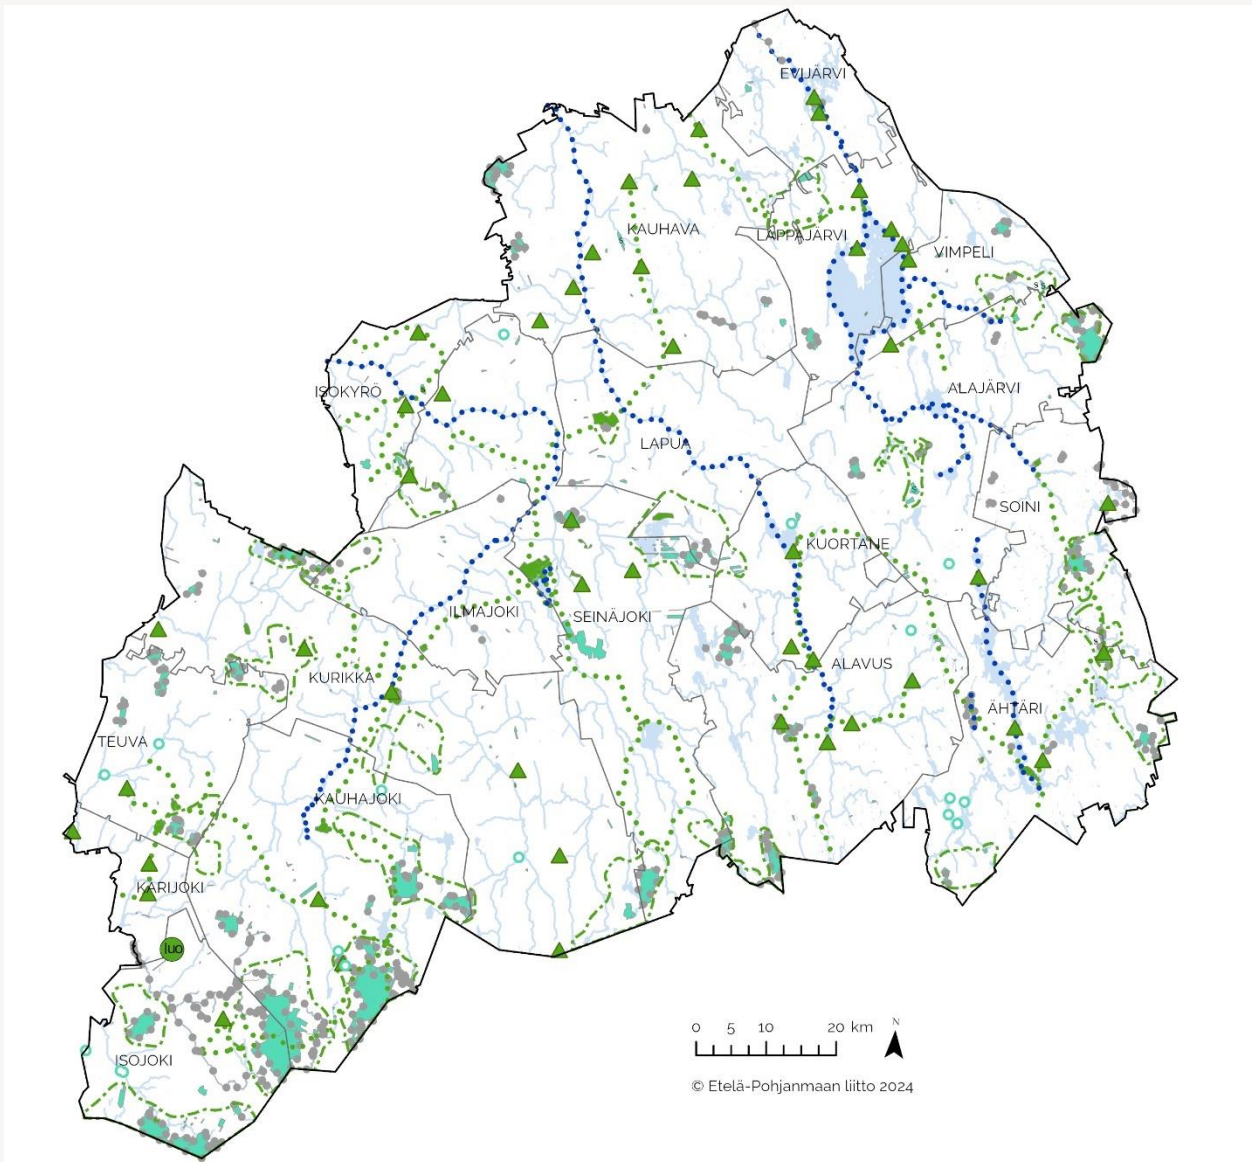 EVIJÄRVI
KAUHAVA
LAPPAJÄRVI
VIMPELI
ISOKYRÖ
ALAJÄRVI
LAPUA
SOINI
KUORTANE
ILMAJOKI
SEINÄJOKI
KURIKKA
ALAVUS
ÄHTÄRI
TEUVA
KAUHAJOKI
KARIJOKI
luo
ISOJOKI
0 5 10 20 km
N
© Etelä-Pohjanmaan liitto 2024